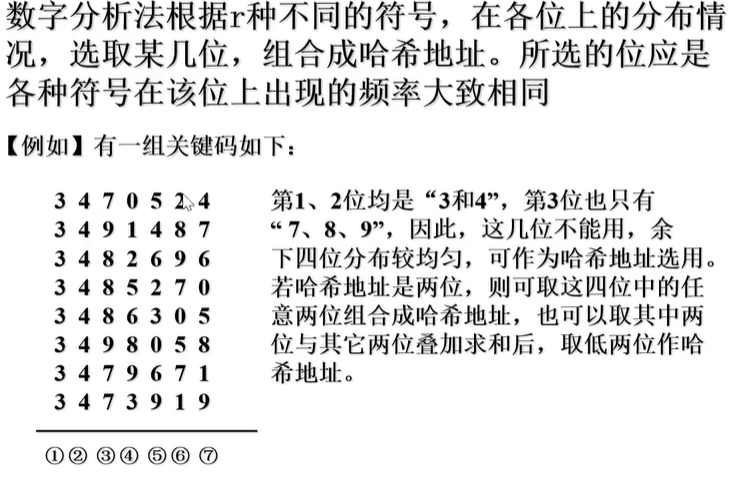 数字分析法根据r种不同的符号，在各位上的分布情
况，选取某几位，组合成哈希地址。所选的位应是
各种符号在该位上出现的频率大致相同
【例如】有一组关键码如下：
3 4 7 0 5 2 4
3 4 9 1 4 8 7
3 4 8 2 6 9 6
3 4 8 5 2 7 0
3 4 8 6 3 0 5
3 4 9 8 0 5 8
3 4 7 9 6 7 1
3 4 7 3 9 1 9
① ② ③ ④ ⑤ ⑥ ⑦
第1、2位均是“3和4”，第3位也只有
“ 7、8、9”，因此，这几位不能用，余
下四位分布较均匀，可作为哈希地址选用。
若哈希地址是两位，则可取这四位中的任
意两位组合成哈希地址，也可以取其中两
位与其它两位叠加求和后，取低两位作哈
希地址。